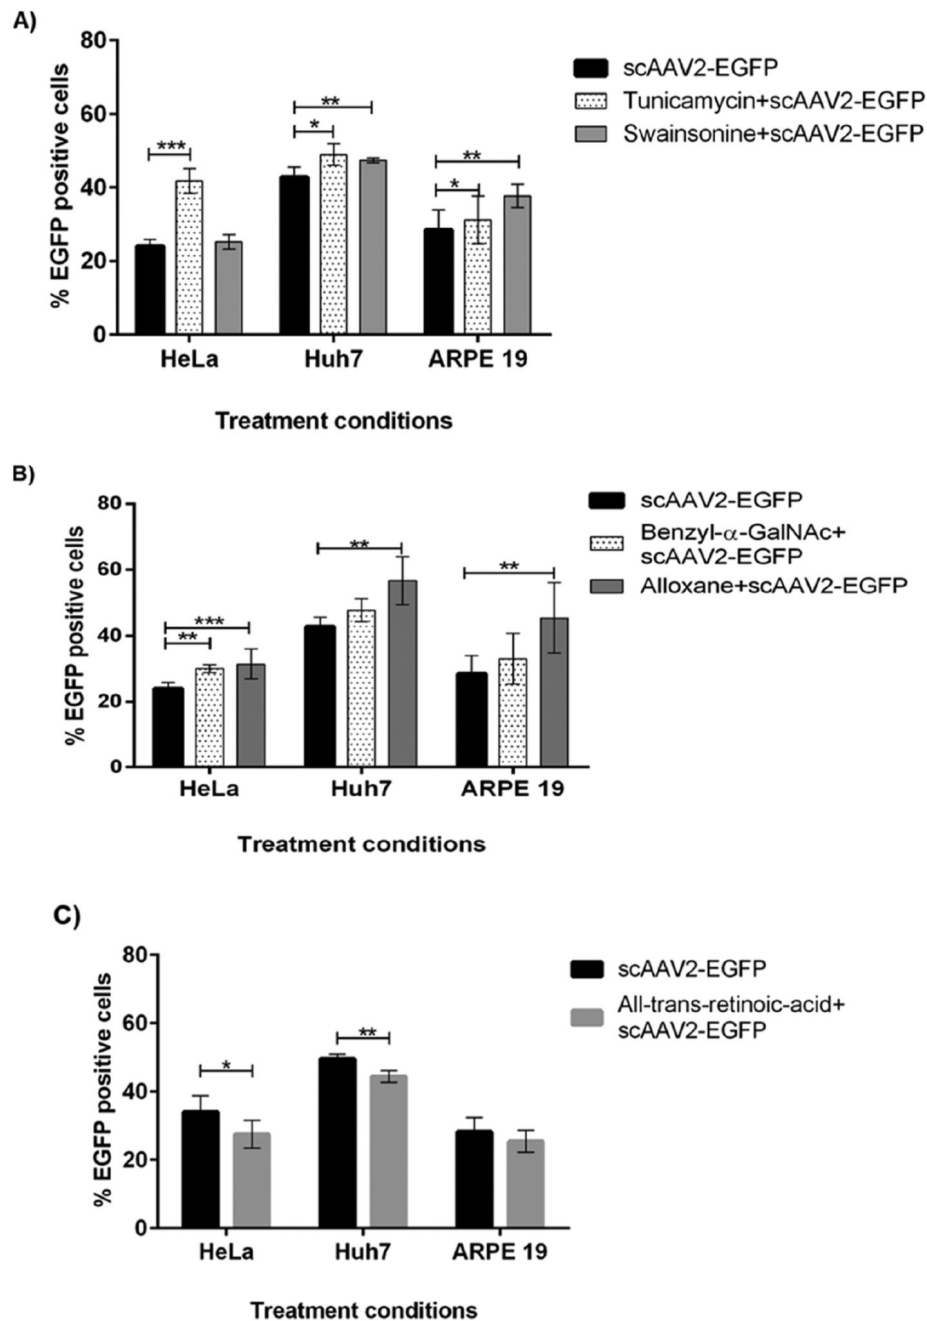 A)
% EGFP positive cells
80
60
40
20
0
***
*
**
*
**
HeLa
Huh7
ARPE 19
Treatment conditions
scAAV2-EGFP
Tunicamycin+scAAV2-EGFP
Swainsonine+scAAV2-EGFP
B)
% EGFP positive cells
80
60
40
20
0
***
**
**
**
HeLa
Huh7
ARPE 19
Treatment conditions
scAAV2-EGFP
Benzyl-α-GalNAc+
scAAV2-EGFP
Alloxane+scAAV2-EGFP
C)
% EGFP positive cells
80
60
40
20
0
*
**
HeLa
Huh7
ARPE 19
Treatment conditions
scAAV2-EGFP
All-trans-retinoic-acid+
scAAV2-EGFP